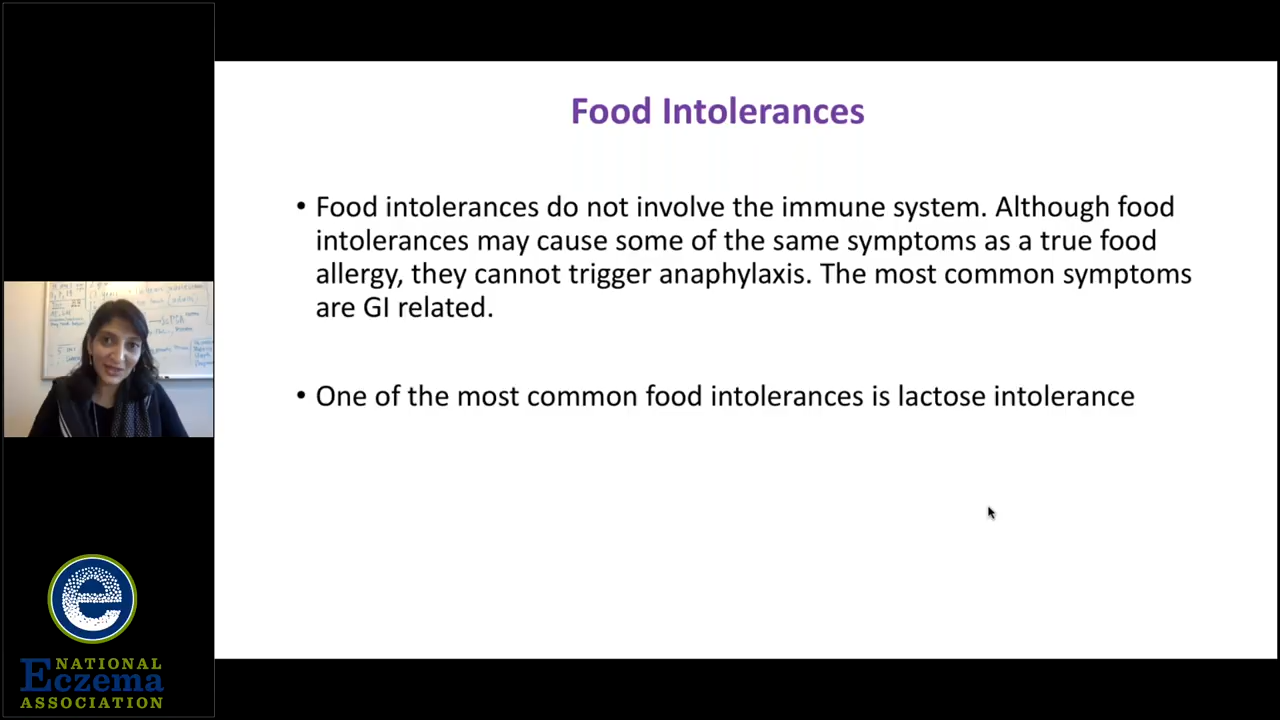 Food Intolerances
• Food intolerances do not involve the immune system. Although food
intolerances may cause some of the same symptoms as a true food
allergy, they cannot trigger anaphylaxis. The most common symptoms
are GI related.
• One of the most common food intolerances is lactose intolerance
e
NATIONAL
Eczema
ASSOCIATION